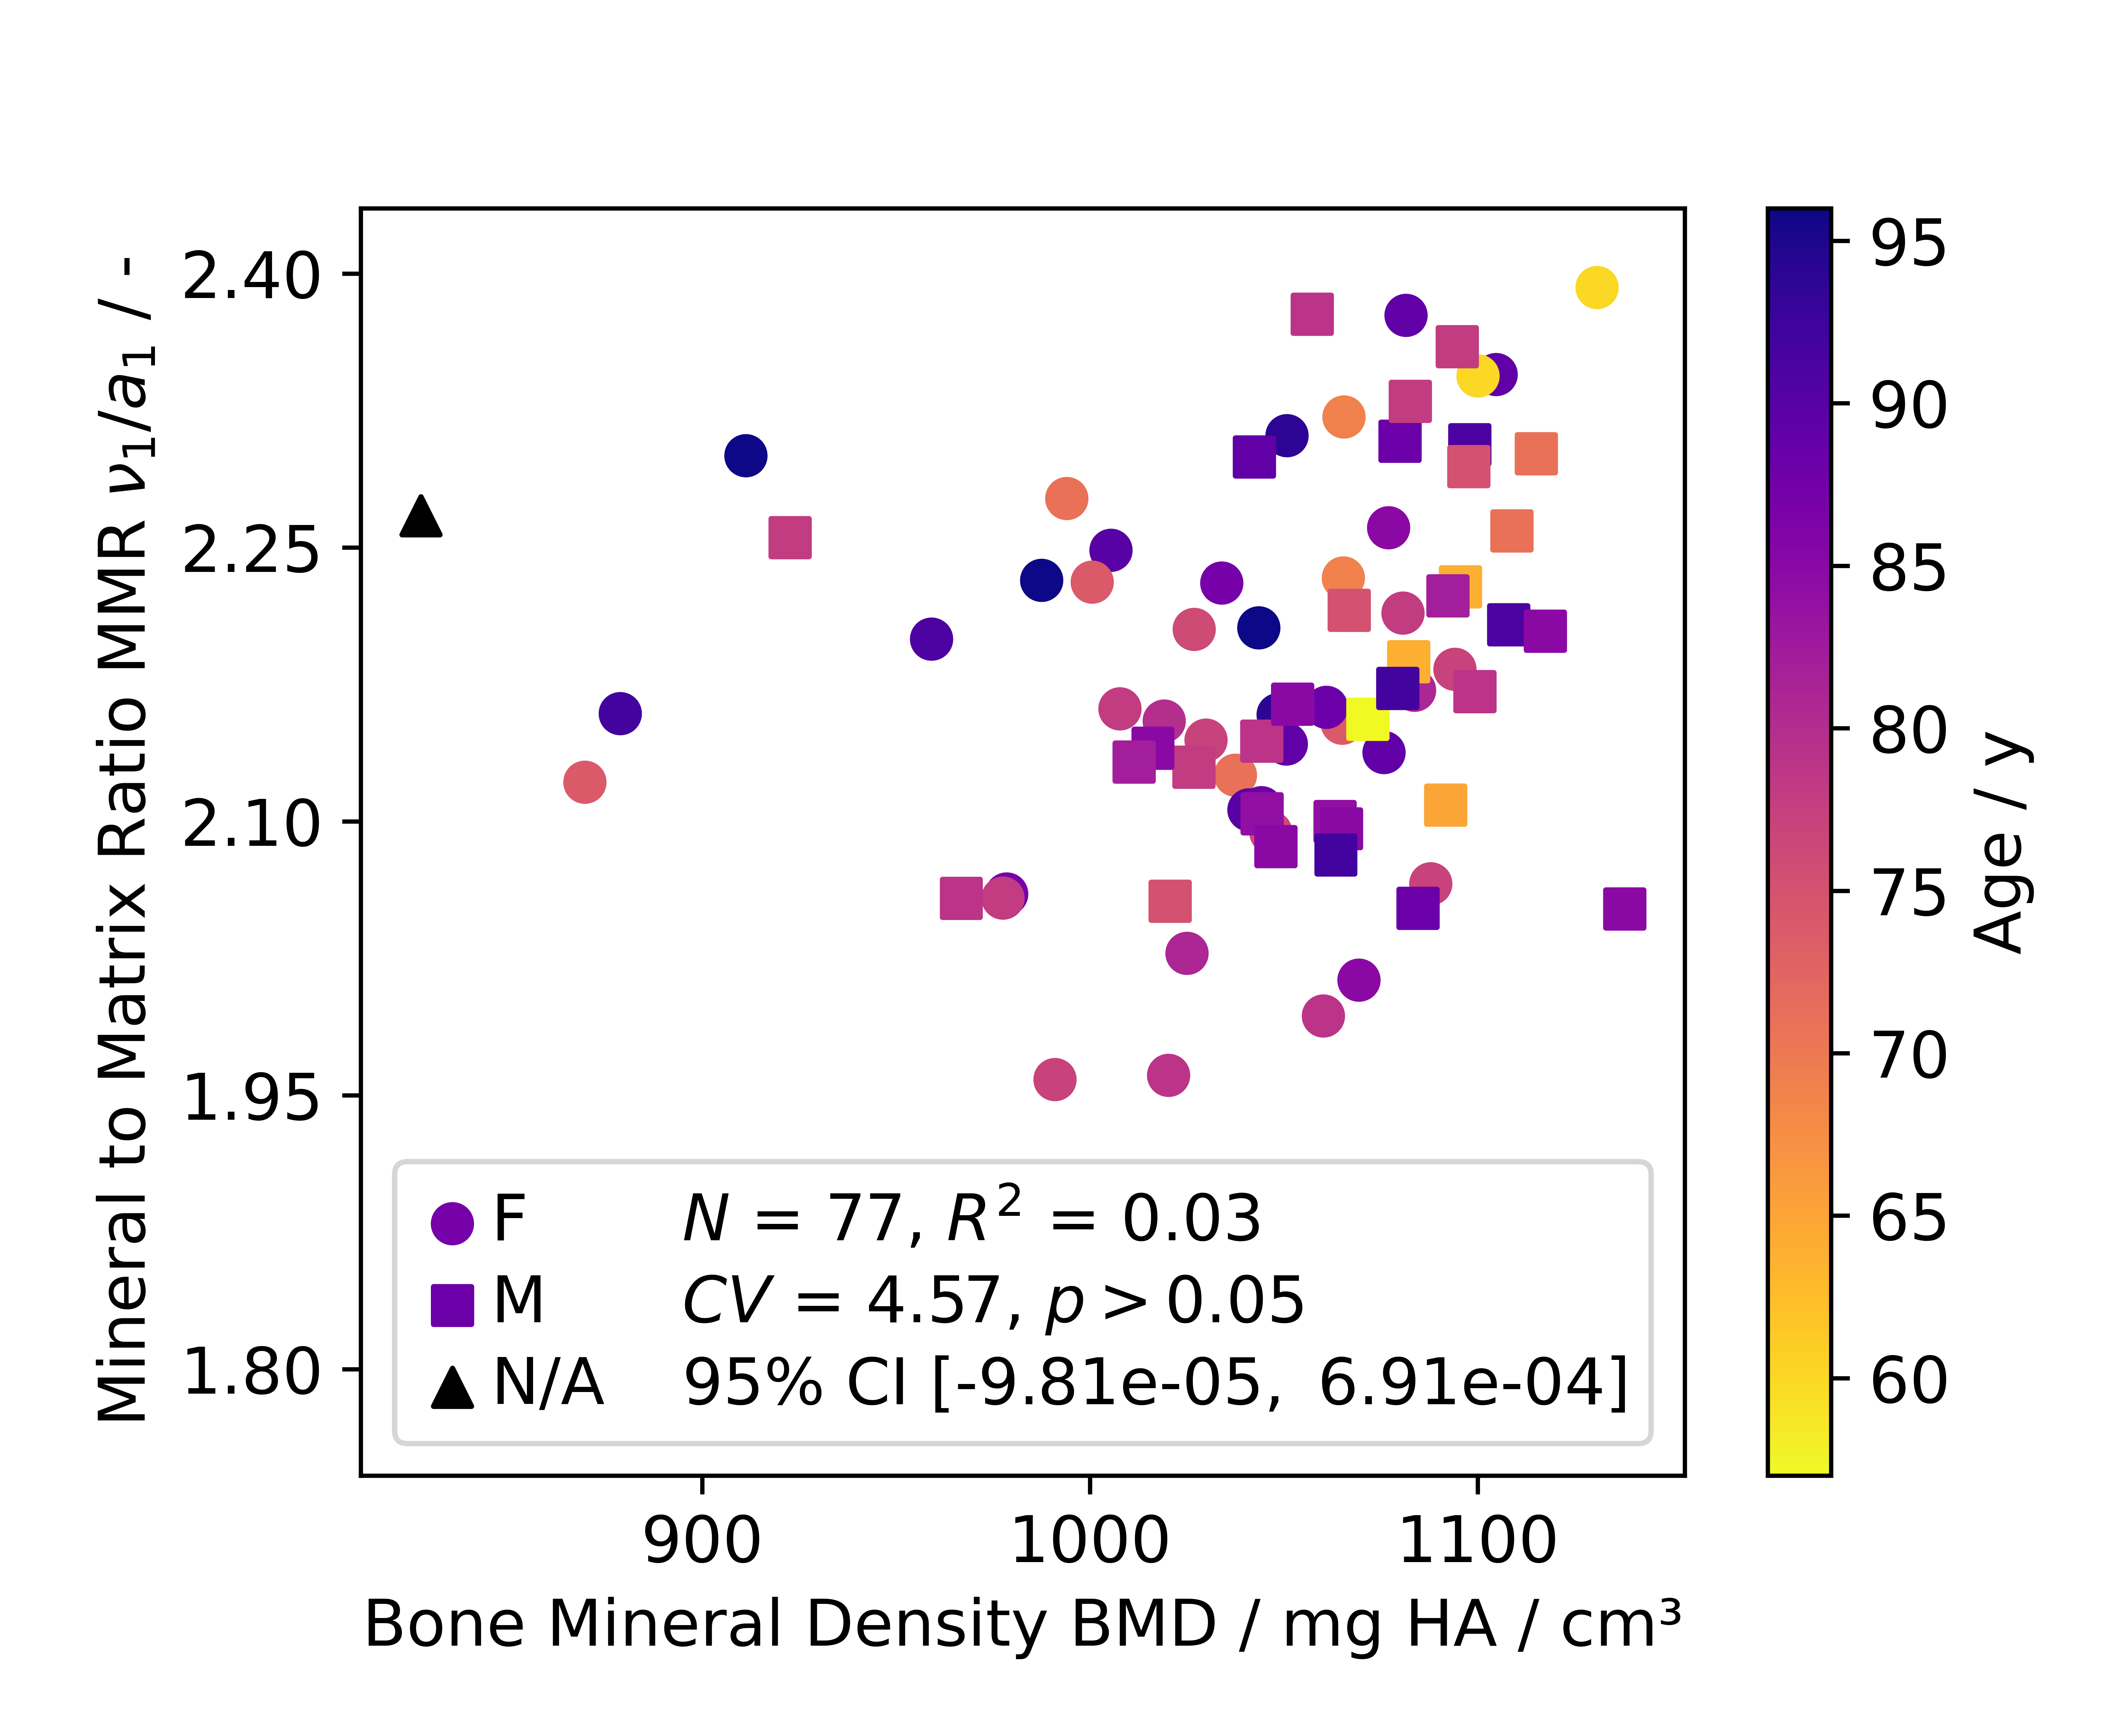 Mineral to Matrix Ratio MMR ν₁/a₁ / -
2.40
2.25
2.10
1.95
1.80
F N = 77, R² = 0.03
M CV = 4.57, p > 0.05
N/A 95% CI [-9.81e-05, 6.91e-04]
900 1000 1100
Bone Mineral Density BMD / mg HA / cm³
95
90
85
80
75
70
65
60
Age / y